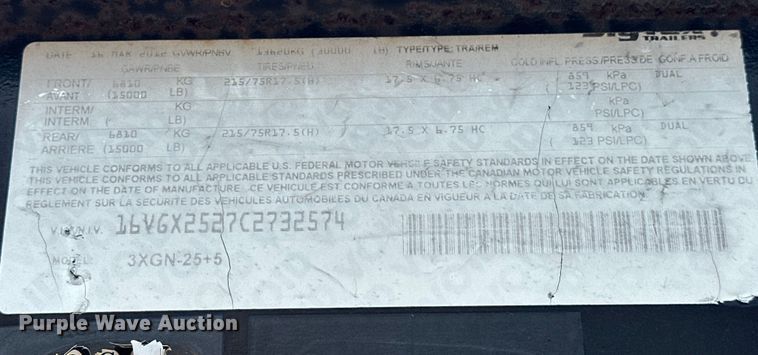 BigTex
TRAILERS
DATE 16 MAR 2012 GVWR/PNBV 13620KG (30000 LB) TYPE/TYPE: TRA/REM
GAWR/PNBE TIRES/PNEU RIMS/JANTE COLD INFL. PRESS/PRESS DE GONF. A FROID
FRONT/ 6810 KG 215/75R17.5(H) 17.5 X 6.75 HC 859 kPa DUAL
AVANT (15000 LB) ( 123 PSI/LPC)
INTERM/ KG kPa
INTERM/ ( LB) ( PSI/LPC)
REAR/ 6810 KG 215/75R17.5(H) 17.5 X 6.75 HC 859 kPa DUAL
ARRIERE (15000 LB) ( 123 PSI/LPC)
THIS VEHICLE CONFORMS TO ALL APPLICABLE U.S. FEDERAL MOTOR VEHICLE SAFETY STANDARDS IN EFFECT ON THE DATE SHOWN ABOVE
THIS VEHICLE CONFORMS TO ALL APPLICABLE STANDARDS PRESCRIBED UNDER THE CANADIAN MOTOR VEHICLE SAFETY REGULATIONS IN
EFFECT ON THE DATE OF MANUFACTURE. CE VEHICULE EST CONFORME A TOUTES LES NORMES QUI LUI SONT APPLICABLES EN VERTU DU
REGLEMENT SUR LA SECURITE DES VEHICULES AUTOMOBILES DU CANADA EN VIGUEUR A LA DATE DE SA FABRICATION.
V.I.N./N.I.V. 16VGX2527C2732574
MODEL: 3XGN-25+5
Purple Wave Auction